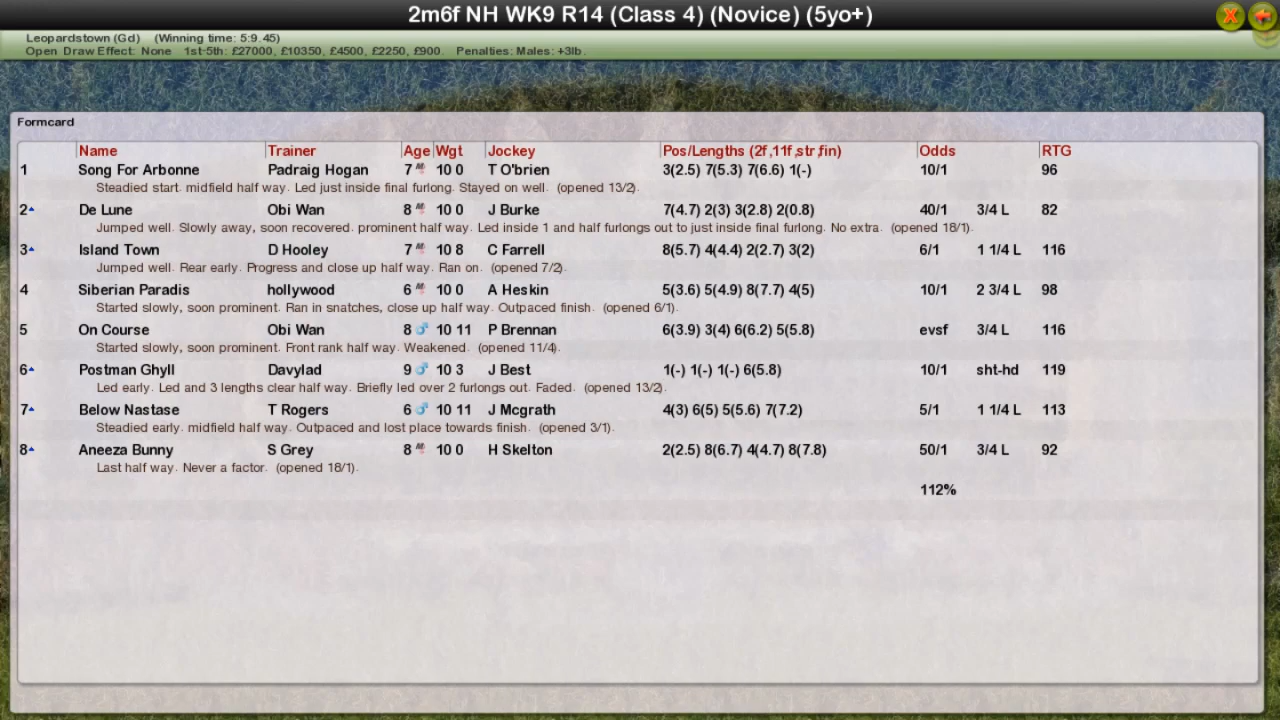 2m6f NH WK9 R14 (Class 4) (Novice) (5yo+)
Leopardstown (Gd) (Winning time: 5:9.45)
Open Draw Effect: None 1st-5th: £27000, £10350, £4500, £2250, £900. Penalties: Males: +3lb.
Formcard
Name Trainer Age Wgt Jockey Pos/Lengths (2f,11f,str,fin) Odds RTG
1 Song For Arbonne Padraig Hogan 7 10 0 T O'brien 3(2.5) 7(5.3) 7(6.6) 1(-) 10/1 96
Steadied start. midfield half way. Led just inside final furlong. Stayed on well. (opened 13/2).
2 De Lune Obi Wan 8 10 0 J Burke 7(4.7) 2(3) 3(2.8) 2(0.8) 40/1 3/4 L 82
Jumped well. Slowly away, soon recovered. prominent half way. Led inside 1 and half furlongs out to just inside final furlong. No extra. (opened 18/1).
3 Island Town D Hooley 7 10 8 C Farrell 8(5.7) 4(4.4) 2(2.7) 3(2) 6/1 1 1/4 L 116
Jumped well. Rear early. Progress and close up half way. Ran on. (opened 7/2).
4 Siberian Paradis hollywood 6 10 0 A Heskin 5(3.6) 5(4.9) 8(7.7) 4(5) 10/1 2 3/4 L 98
Started slowly, soon prominent. Ran in snatches, close up half way. Outpaced finish. (opened 6/1).
5 On Course Obi Wan 8 ♂ 10 11 P Brennan 6(3.9) 3(4) 6(6.2) 5(5.8) evsf 3/4 L 116
Started slowly, soon prominent. Front rank half way. Weakened. (opened 11/4).
6 Postman Ghyll Davylad 9 ♂ 10 3 J Best 1(-) 1(-) 1(-) 6(5.8) 10/1 sht-hd 119
Led early. Led and 3 lengths clear half way. Briefly led over 2 furlongs out. Faded. (opened 13/2).
7 Below Nastase T Rogers 6 ♂ 10 11 J Mcgrath 4(3) 6(5) 5(5.6) 7(7.2) 5/1 1 1/4 L 113
Steadied early. midfield half way. Outpaced and lost place towards finish. (opened 3/1).
8 Aneeza Bunny S Grey 8 10 0 H Skelton 2(2.5) 8(6.7) 4(4.7) 8(7.8) 50/1 3/4 L 92
Last half way. Never a factor. (opened 18/1).
112%